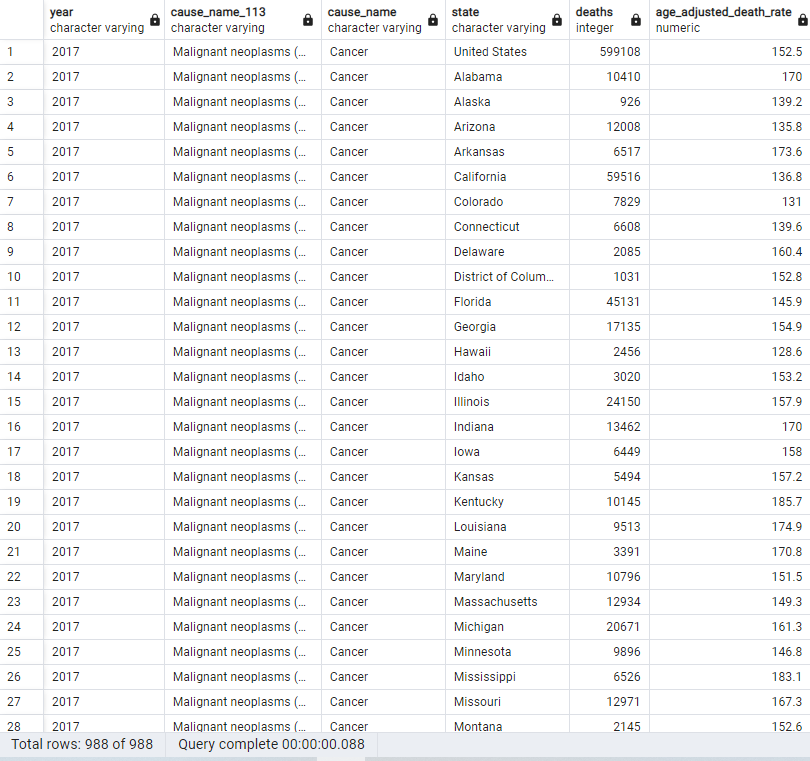 year cause_name_113 cause_name state deaths age_adjusted_death_rate
character varying character varying character varying character varying integer numeric
1 2017 Malignant neoplasms (... Cancer United States 599108 152.5
2 2017 Malignant neoplasms (... Cancer Alabama 10410 170
3 2017 Malignant neoplasms (... Cancer Alaska 926 139.2
4 2017 Malignant neoplasms (... Cancer Arizona 12008 135.8
5 2017 Malignant neoplasms (... Cancer Arkansas 6517 173.6
6 2017 Malignant neoplasms (... Cancer California 59516 136.8
7 2017 Malignant neoplasms (... Cancer Colorado 7829 131
8 2017 Malignant neoplasms (... Cancer Connecticut 6608 139.6
9 2017 Malignant neoplasms (... Cancer Delaware 2085 160.4
10 2017 Malignant neoplasms (... Cancer District of Colum... 1031 152.8
11 2017 Malignant neoplasms (... Cancer Florida 45131 145.9
12 2017 Malignant neoplasms (... Cancer Georgia 17135 154.9
13 2017 Malignant neoplasms (... Cancer Hawaii 2456 128.6
14 2017 Malignant neoplasms (... Cancer Idaho 3020 153.2
15 2017 Malignant neoplasms (... Cancer Illinois 24150 157.9
16 2017 Malignant neoplasms (... Cancer Indiana 13462 170
17 2017 Malignant neoplasms (... Cancer Iowa 6449 158
18 2017 Malignant neoplasms (... Cancer Kansas 5494 157.2
19 2017 Malignant neoplasms (... Cancer Kentucky 10145 185.7
20 2017 Malignant neoplasms (... Cancer Louisiana 9513 174.9
21 2017 Malignant neoplasms (... Cancer Maine 3391 170.8
22 2017 Malignant neoplasms (... Cancer Maryland 10796 151.5
23 2017 Malignant neoplasms (... Cancer Massachusetts 12934 149.3
24 2017 Malignant neoplasms (... Cancer Michigan 20671 161.3
25 2017 Malignant neoplasms (... Cancer Minnesota 9896 146.8
26 2017 Malignant neoplasms (... Cancer Mississippi 6526 183.1
27 2017 Malignant neoplasms (... Cancer Missouri 12971 167.3
28 2017 Malignant neoplasms (... Cancer Montana 2145 152.6
Total rows: 988 of 988 Query complete 00:00:00.088